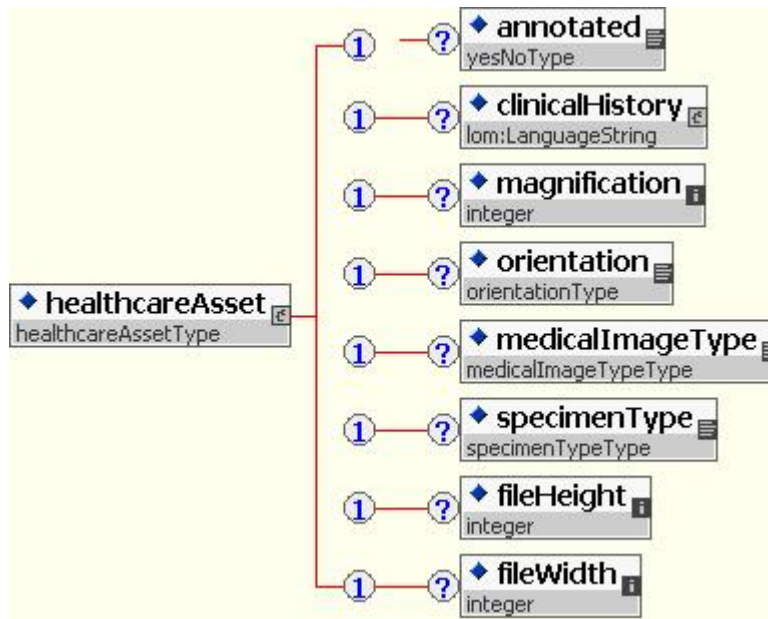 1 ? annotated
yesNoType
1 ? clinicalHistory
lom:LanguageString
1 ? magnification
integer
1 ? orientation
orientationType
healthcareAsset
healthcareAssetType
1 ? medicalImageType
medicalImageTypeType
1 ? specimenType
specimenTypeType
1 ? fileHeight
integer
1 ? fileWidth
integer